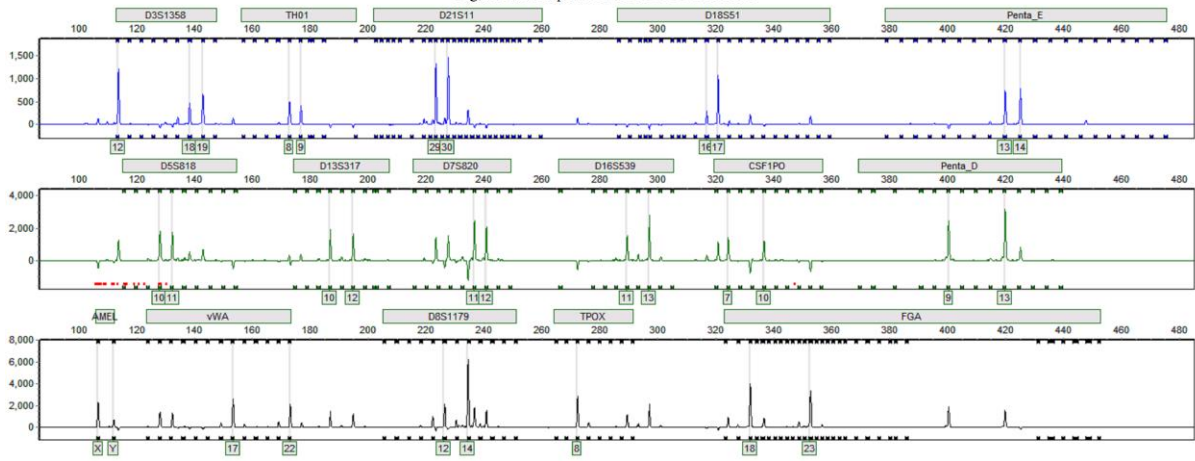 D3S1358 TH01 D21S11 D18S51 Penta_E
100 120 140 160 180 200 220 240 260 280 300 320 340 360 380 400 420 440 460 480
1,500
1,000
500
0
12 18 19 8 9 29 30 16 17 13 14
D5S818 D13S317 D7S820 D16S539 CSF1PO Penta_D
100 120 140 160 180 200 220 240 260 280 300 320 340 360 380 400 420 440 460 480
4,000
2,000
0
10 11 10 12 11 12 11 13 7 10 9 13
AMEL vWA D8S1179 TPOX FGA
100 120 140 160 180 200 220 240 260 280 300 320 340 360 380 400 420 440 460 480
8,000
6,000
4,000
2,000
0
X Y 17 22 12 14 8 18 23